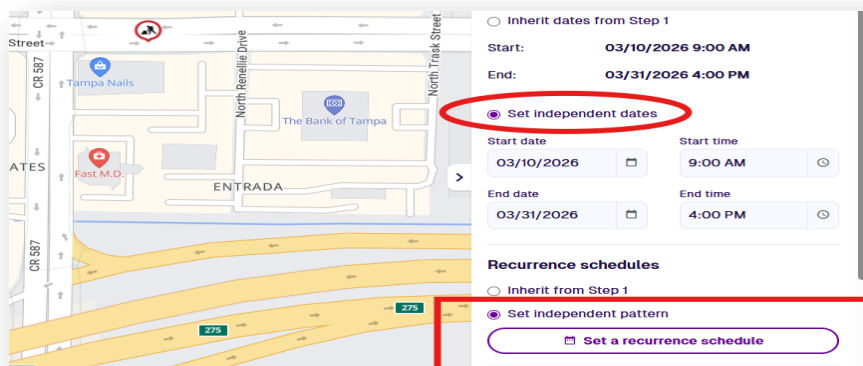 Street
CR 587
Tampa Nails
North Renellie Drive
North Track Street
The Bank of Tampa
ATES
Fast M.D.
ENTRADA
CR 587
275
275
Inherit dates from Step 1
Start: 03/10/2026 9:00 AM
End: 03/31/2026 4:00 PM
Set independent dates
Start date Start time
03/10/2026 9:00 AM
End date End time
03/31/2026 4:00 PM
Recurrence schedules
Inherit from Step 1
Set independent pattern
Set a recurrence schedule